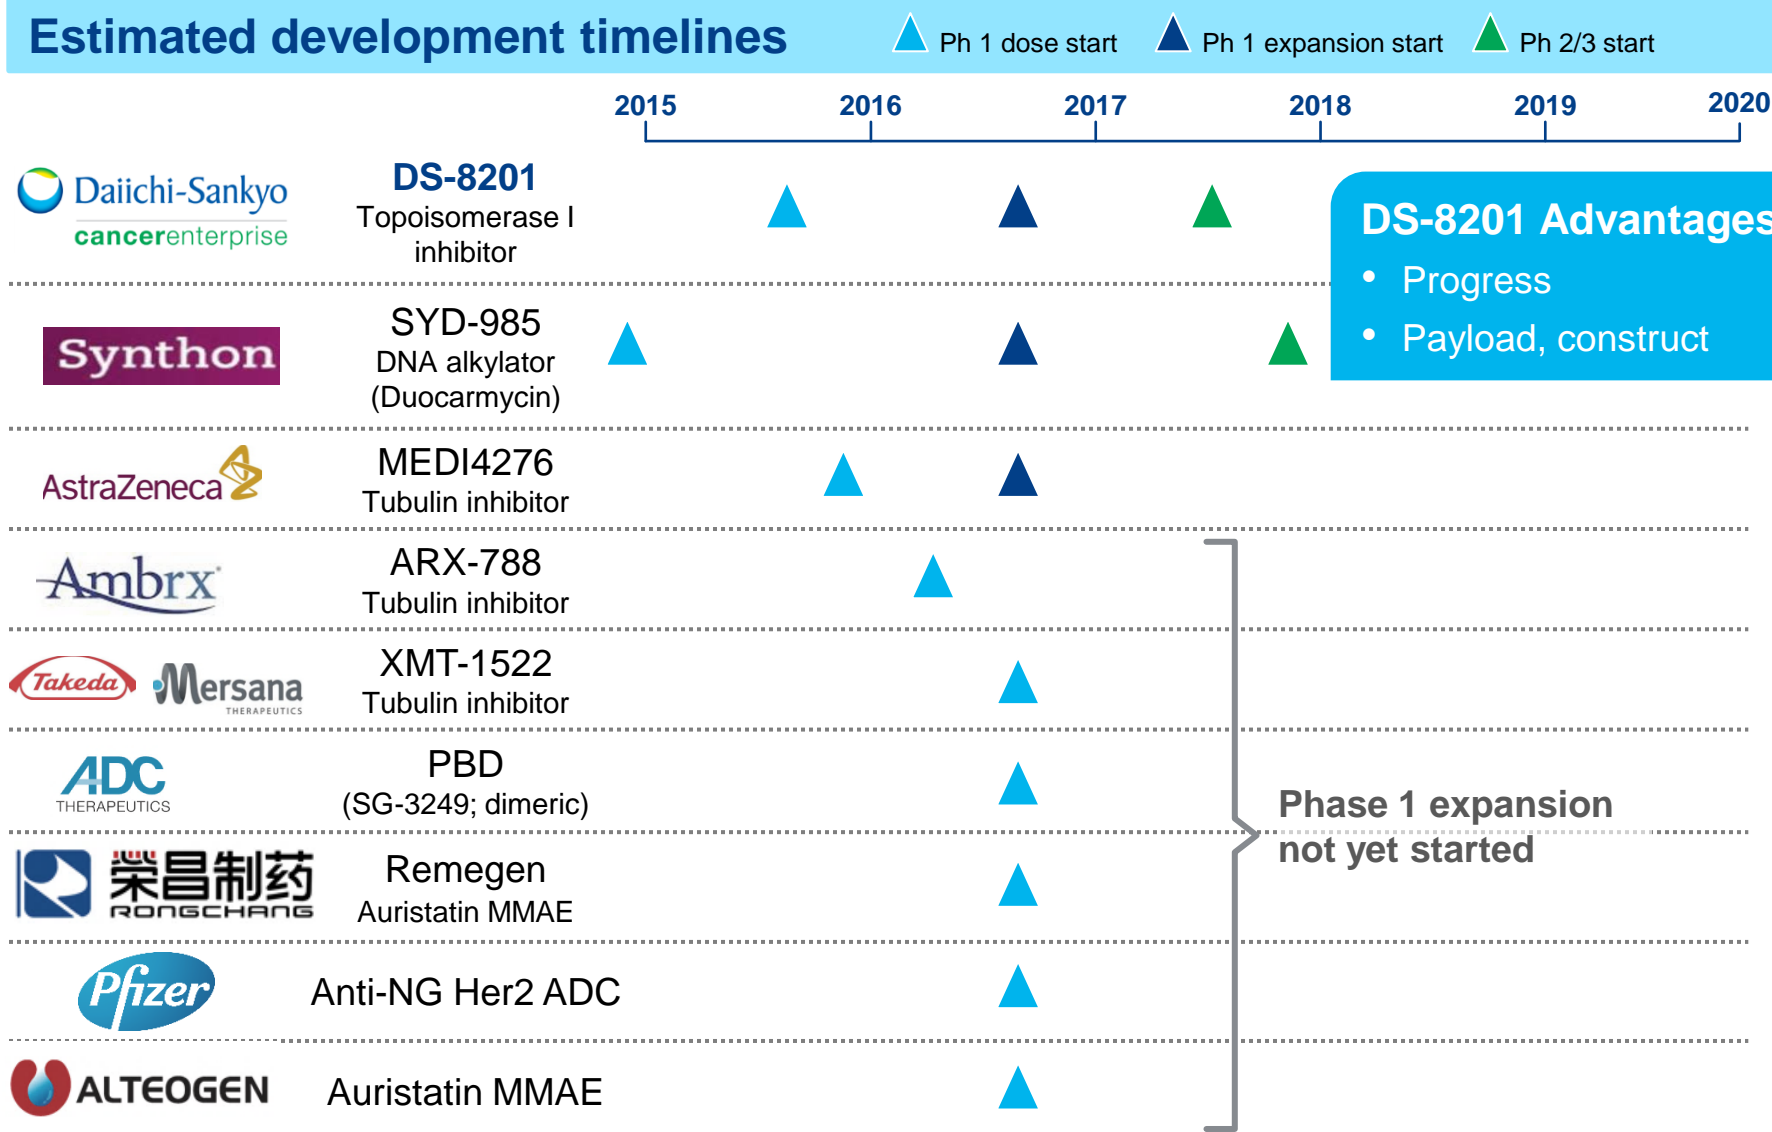 Estimated development timelines
Ph 1 dose start
Ph 1 expansion start
Ph 2/3 start
2015
2016
2017
2018
2019
2020
Daiichi-Sankyo
cancerenterprise
DS-8201
Topoisomerase I
inhibitor
DS-8201 Advantages
• Progress
• Payload, construct
Synthon
SYD-985
DNA alkylator
(Duocarmycin)
AstraZeneca
MEDI4276
Tubulin inhibitor
Ambrx
ARX-788
Tubulin inhibitor
Takeda
Mersana
THERAPEUTICS
XMT-1522
Tubulin inhibitor
ADC
THERAPEUTICS
PBD
(SG-3249; dimeric)
Phase 1 expansion
not yet started
榮昌制药
RONGCHANG
Remegen
Auristatin MMAE
Pfizer
Anti-NG Her2 ADC
ALTEOGEN
Auristatin MMAE